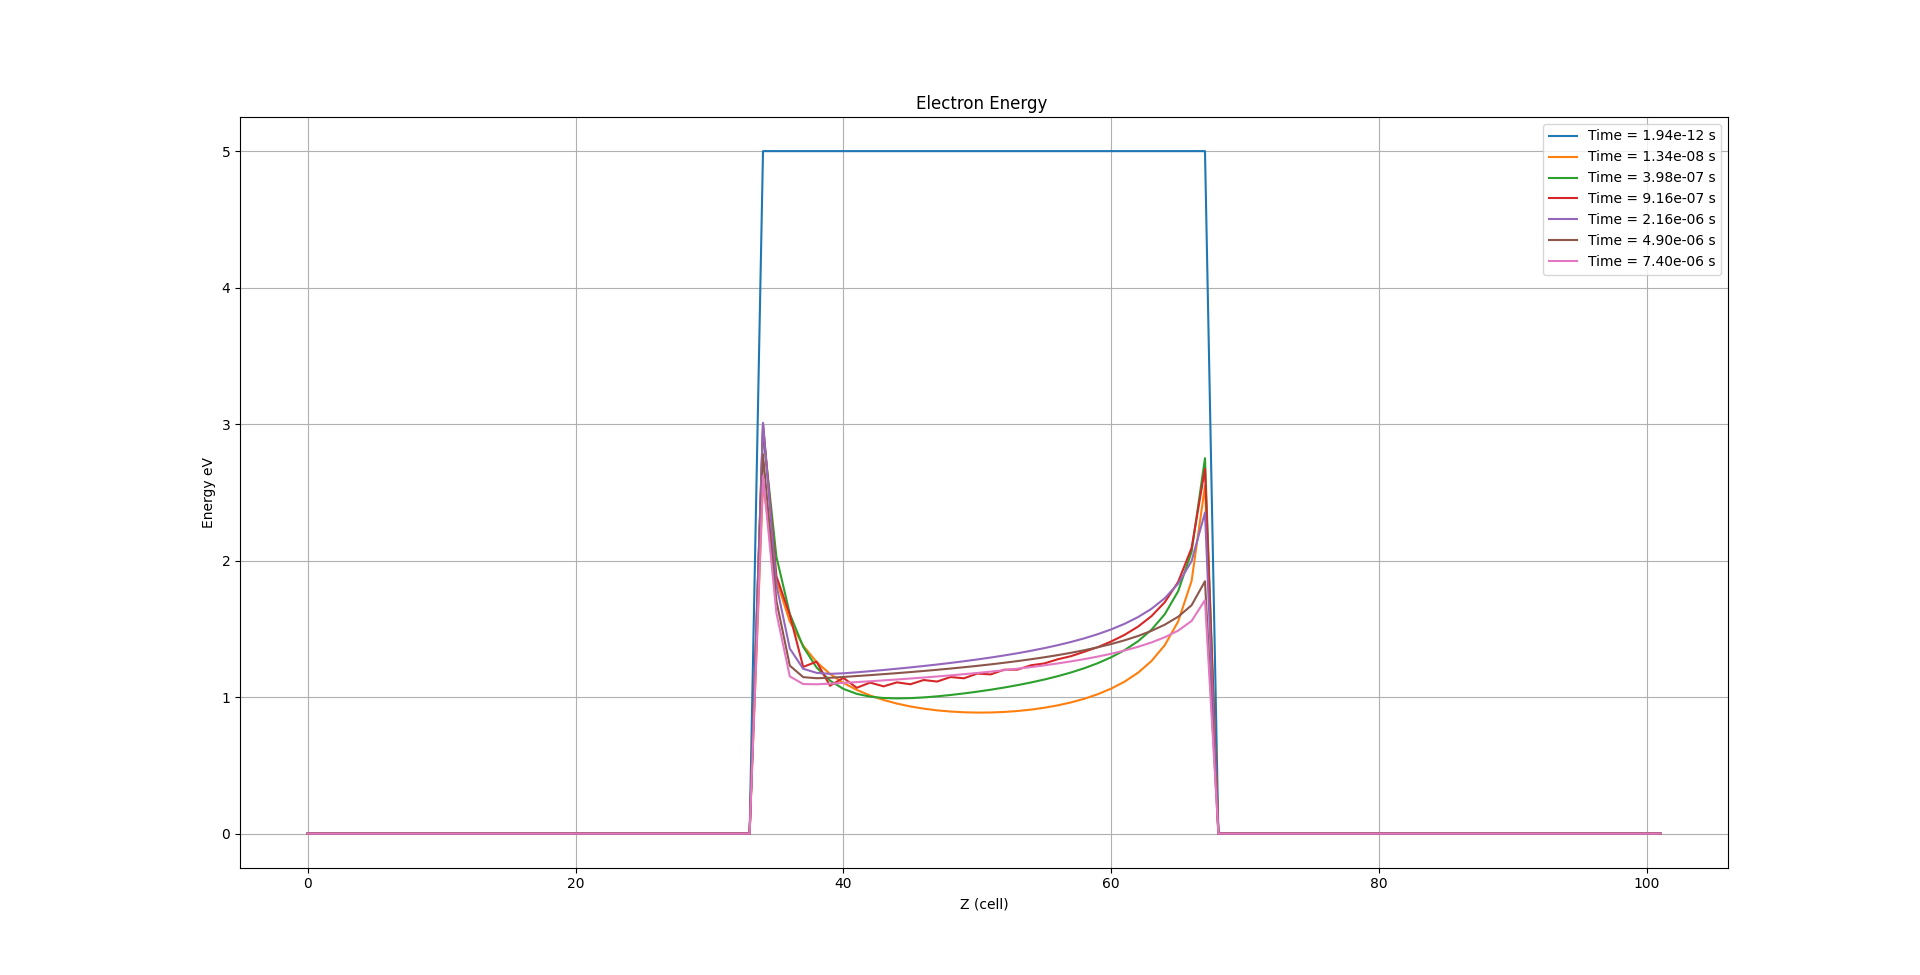 Electron Energy
Time = 1.94e-12 s
Time = 1.34e-08 s
Time = 3.98e-07 s
Time = 9.16e-07 s
Time = 2.16e-06 s
Time = 4.90e-06 s
Time = 7.40e-06 s
5
4
3
2
1
0
Energy eV
0 20 40 60 80 100
Z (cell)